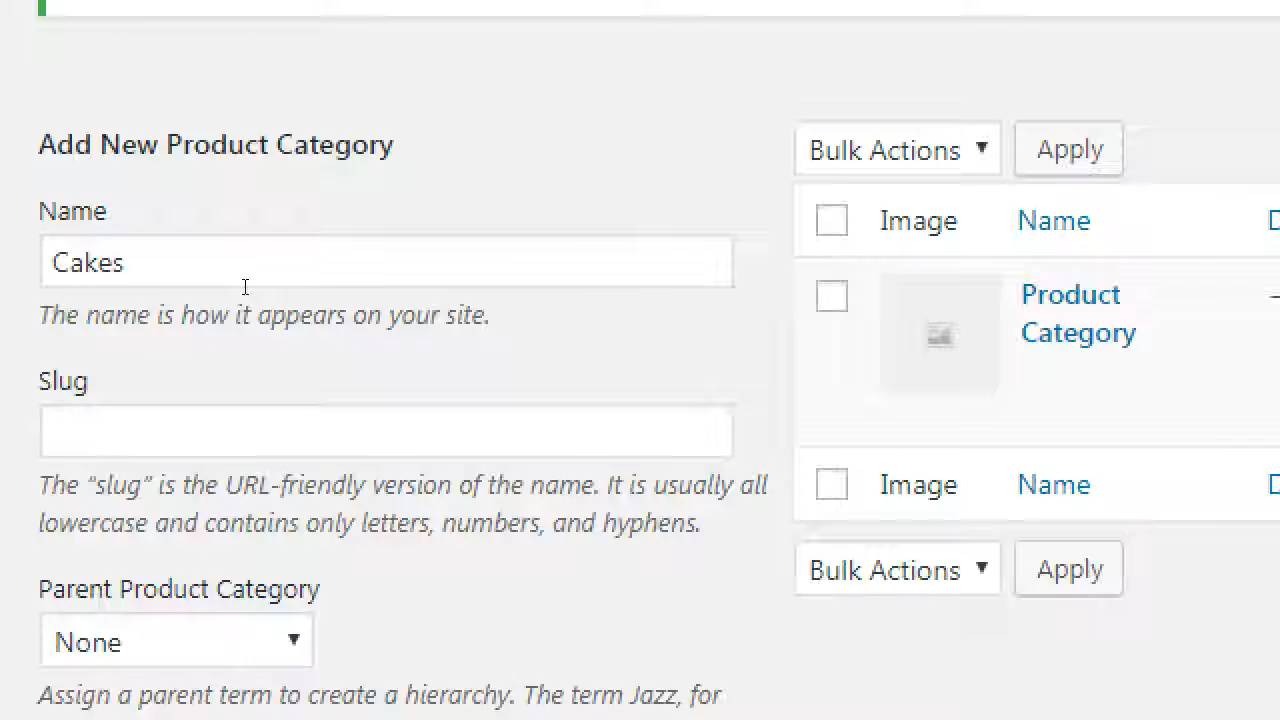 Add New Product Category
Name
Cakes
The name is how it appears on your site.
Slug
The “slug” is the URL-friendly version of the name. It is usually all
lowercase and contains only letters, numbers, and hyphens.
Parent Product Category
None
Assign a parent term to create a hierarchy. The term Jazz, for
Bulk Actions Apply
Image Name D
Product
Category
Image Name D
Bulk Actions Apply